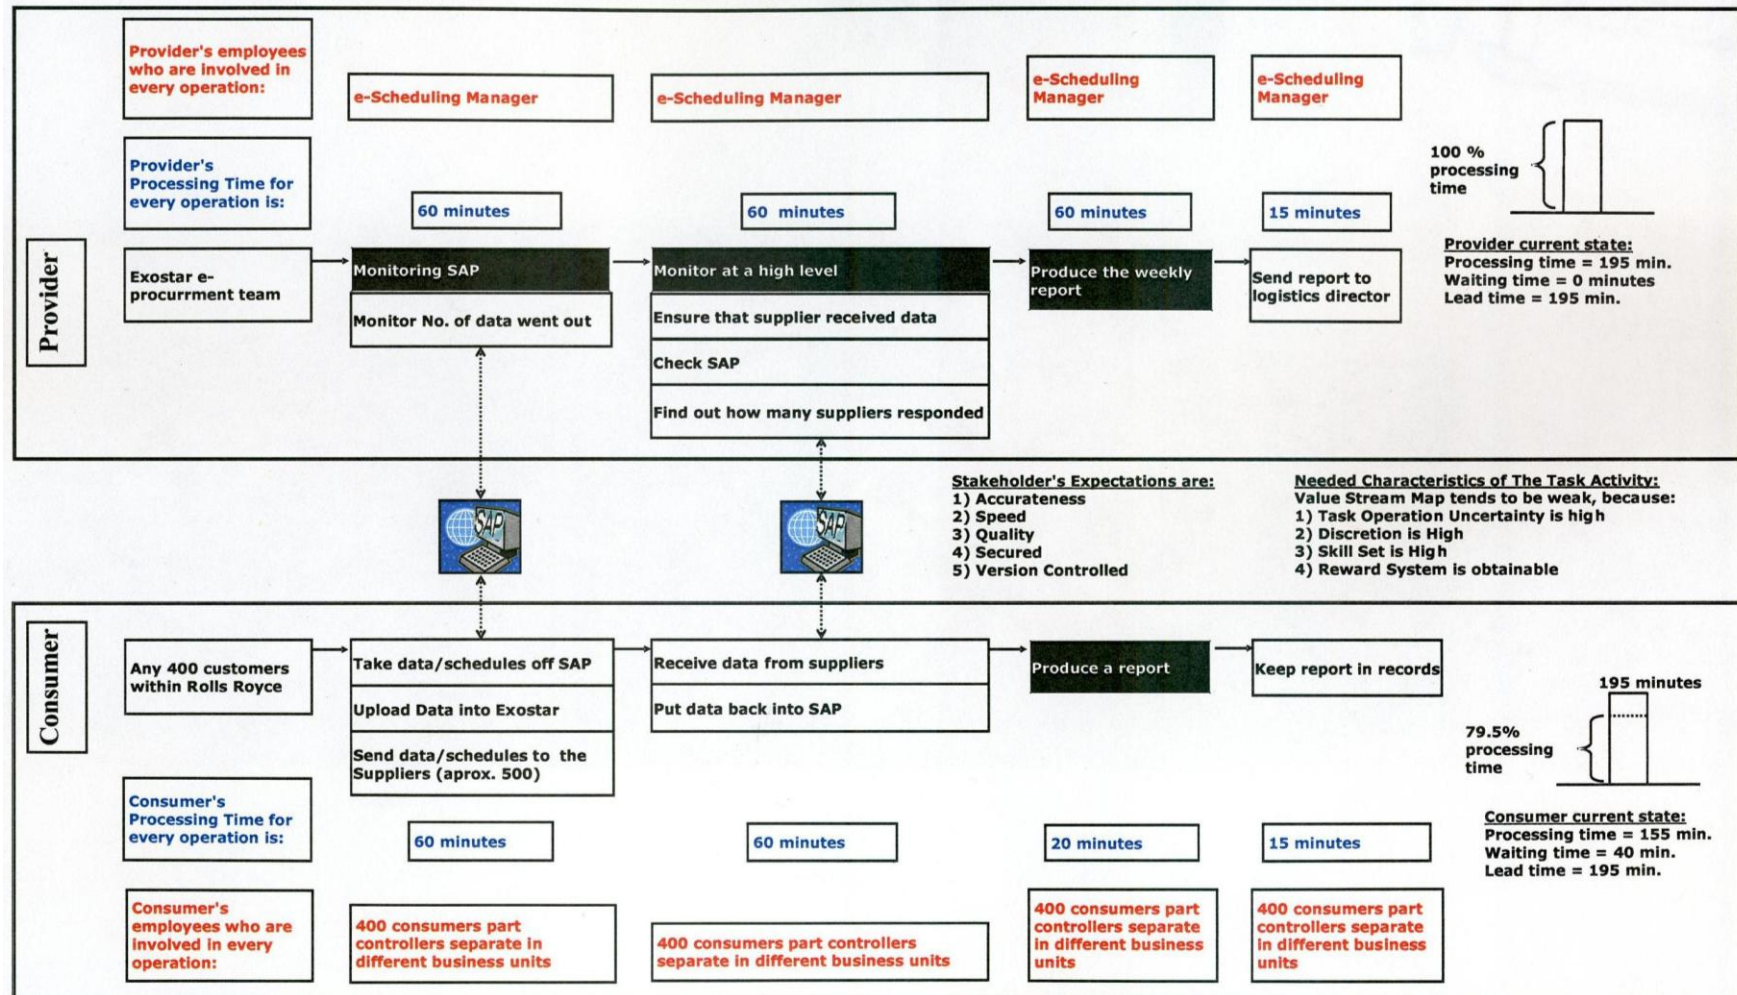 Provider
Provider's employees
who are involved in
every operation:
e-Scheduling Manager
e-Scheduling Manager
e-Scheduling
Manager
e-Scheduling
Manager
Provider's
Processing Time for
every operation is:
60 minutes
60 minutes
60 minutes
15 minutes
100 %
processing
time
Exostar e-
procurrment team
Monitoring SAP
Monitor No. of data went out
Monitor at a high level
Ensure that supplier received data
Check SAP
Find out how many suppliers responded
Produce the weekly
report
Send report to
logistics director
Provider current state:
Processing time = 195 min.
Waiting time = 0 minutes
Lead time = 195 min.
SAP
SAP
Stakeholder's Expectations are:
1) Accurateness
2) Speed
3) Quality
4) Secured
5) Version Controlled
Needed Characteristics of The Task Activity:
Value Stream Map tends to be weak, because:
1) Task Operation Uncertainty is high
2) Discretion is High
3) Skill Set is High
4) Reward System is obtainable
Consumer
Any 400 customers
within Rolls Royce
Take data/schedules off SAP
Upload Data into Exostar
Send data/schedules to the
Suppliers (aprox. 500)
Receive data from suppliers
Put data back into SAP
Produce a report
Keep report in records
195 minutes
79.5%
processing
time
Consumer's
Processing Time for
every operation is:
60 minutes
60 minutes
20 minutes
15 minutes
Consumer current state:
Processing time = 155 min.
Waiting time = 40 min.
Lead time = 195 min.
Consumer's
employees who are
involved in every
operation:
400 consumers part
controllers separate in
different business units
400 consumers part controllers
separate in different business units
400 consumers part
controllers separate
in different business
units
400 consumers part
controllers separate
in different business
units